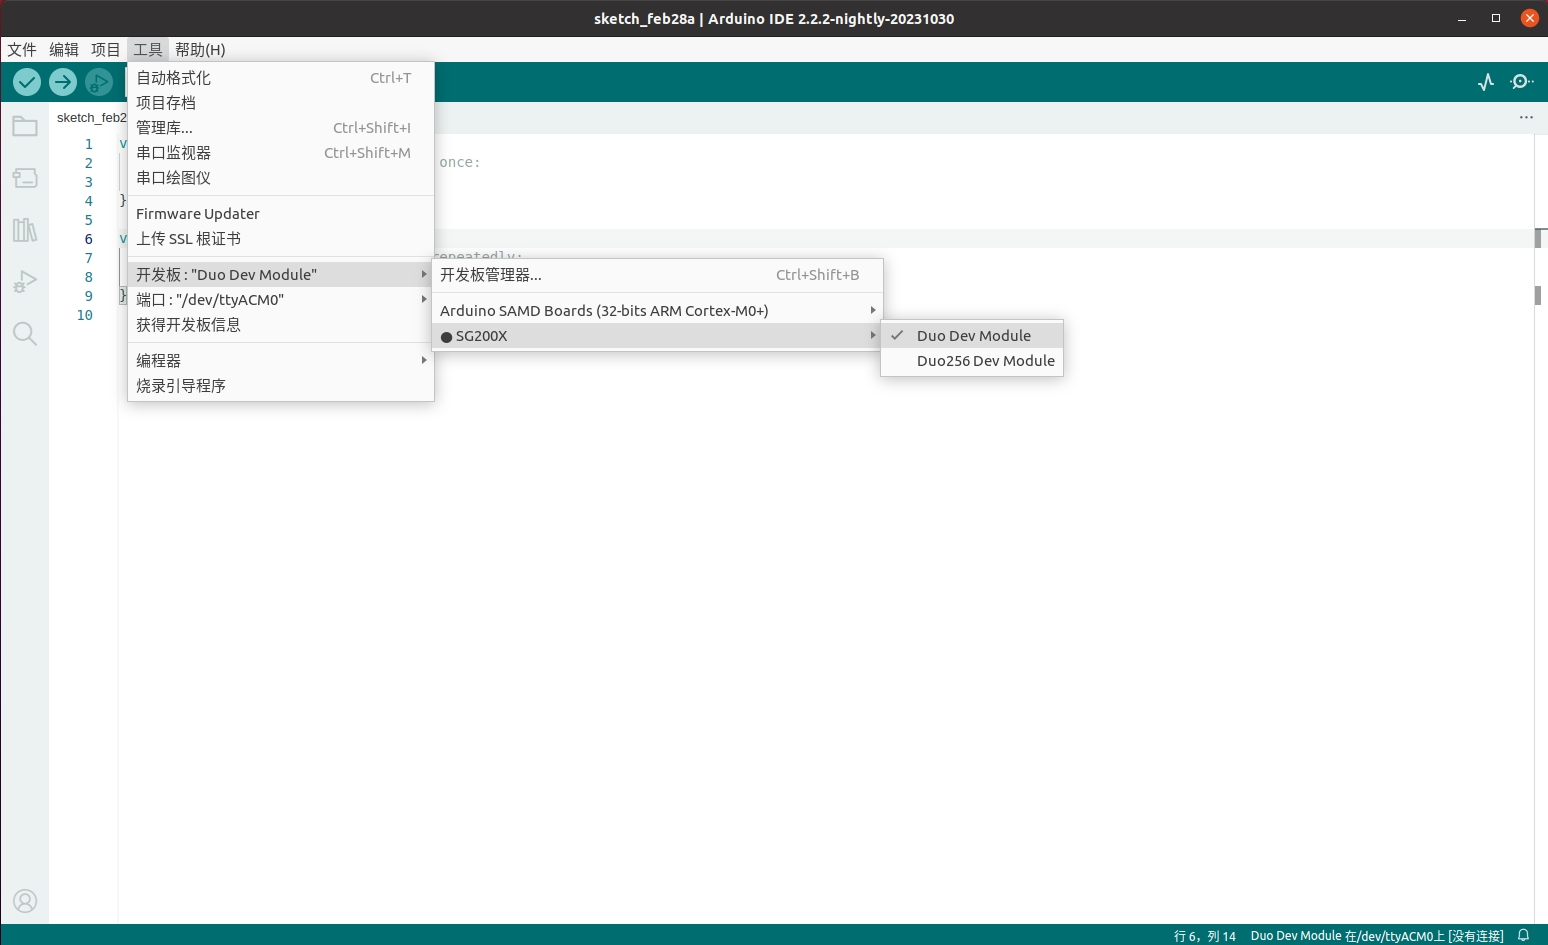 sketch_feb28a | Arduino IDE 2.2.2-nightly-20231030
文件 编辑 项目 工具 帮助(H)
自动格式化 Ctrl+T
项目存档
管理库... Ctrl+Shift+I
串口监视器 Ctrl+Shift+M
串口绘图仪
Firmware Updater
上传 SSL 根证书
开发板 : "Duo Dev Module"
端口 : "/dev/ttyACM0"
获得开发板信息
编程器
烧录引导程序
开发板管理器... Ctrl+Shift+B
Arduino SAMD Boards (32-bits ARM Cortex-M0+)
SG200X
Duo Dev Module
Duo256 Dev Module
sketch_feb2
1 v
2 once:
3
4 }
5
6 v
7 repeatedly:
8
9 }
10
行 6，列 14 Duo Dev Module 在/dev/ttyACM0上 [没有连接]